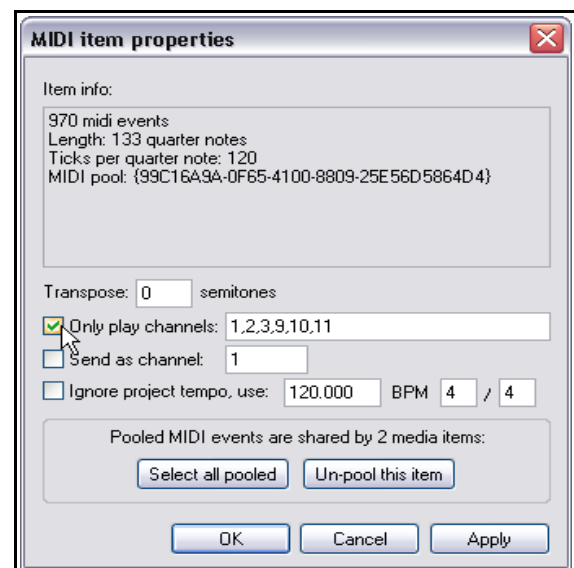 MIDI item properties
Item info:
970 midi events
Length: 133 quarter notes
Ticks per quarter note: 120
MIDI pool: {99C16A9A-0F65-4100-8809-25E56D5864D4}
Transpose: 0 semitones
Only play channels: 1,2,3,9,10,11
Send as channel: 1
Ignore project tempo, use: 120.000 BPM 4 / 4
Pooled MIDI events are shared by 2 media items:
Select all pooled Un-pool this item
OK Cancel Apply